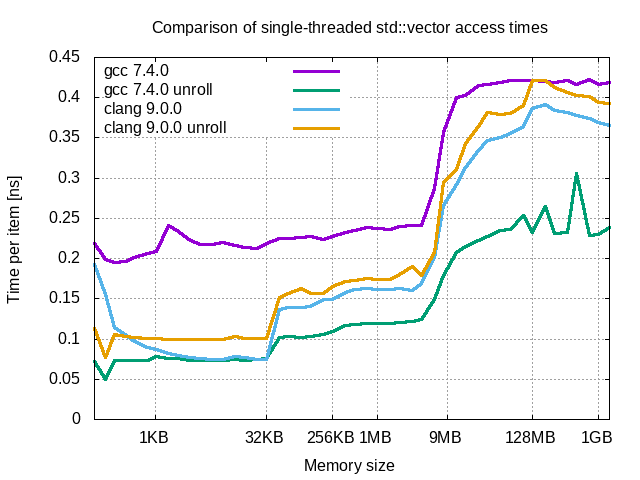 Comparison of single-threaded std::vector access times
0.45
0.4
0.35
0.3
0.25
0.2
0.15
0.1
0.05
0
Time per item [ns]
gcc 7.4.0
gcc 7.4.0 unroll
clang 9.0.0
clang 9.0.0 unroll
1KB 32KB 256KB 1MB 9MB 128MB 1GB
Memory size